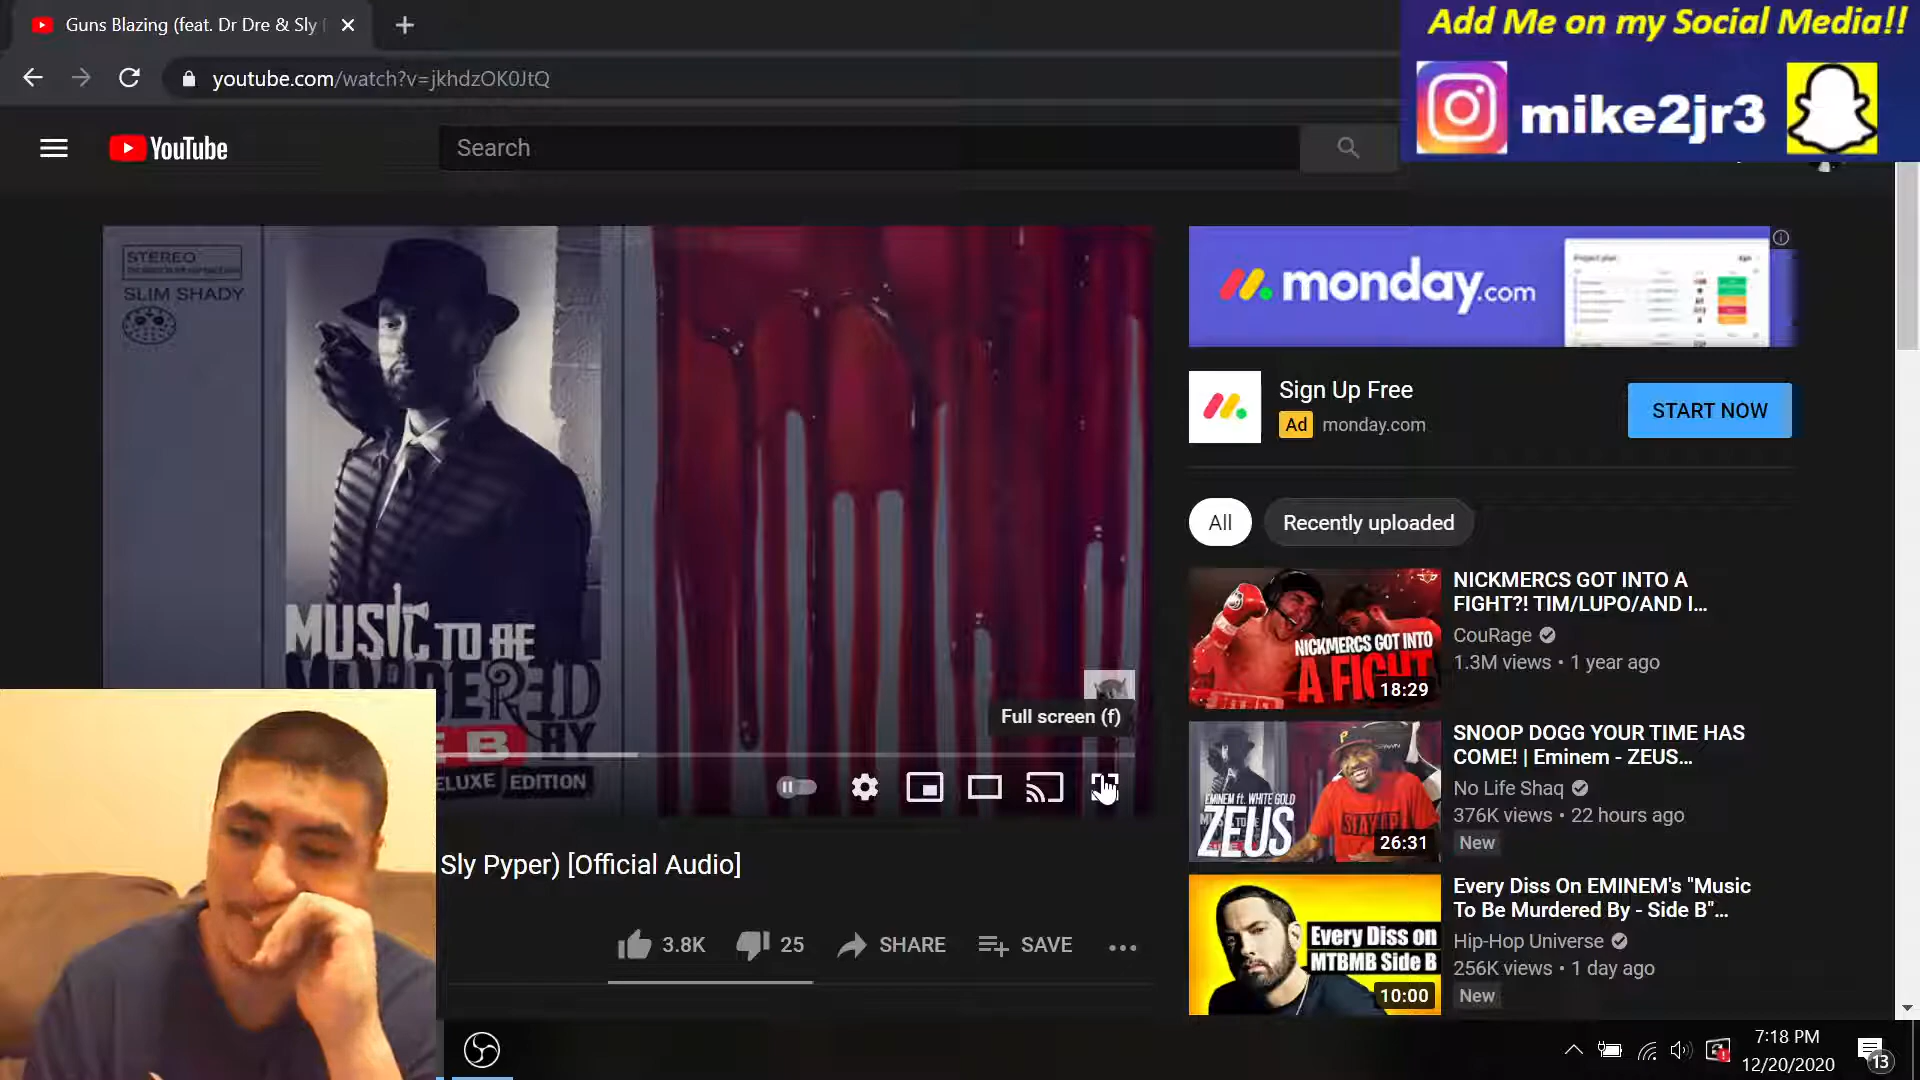 Guns Blazing (feat. Dr Dre & Sly
Add Me on my Social Media!!
youtube.com/watch?v=jkhdzOK0JtQ
mike2jr3
YouTube
Search
STEREO
SLIM SHADY
MUSIC TO BE
MURDERED
BY
B
DELUXE EDITION
Full screen (f)
Sly Pyper) [Official Audio]
3.8K
25
SHARE
SAVE
monday.com
Project plan
Sign Up Free
Ad monday.com
START NOW
All
Recently uploaded
NICKMERCS GOT INTO
A FIGHT
18:29
NICKMERCS GOT INTO A
FIGHT?! TIM/LUPO/AND I...
CouRage
1.3M views • 1 year ago
EMINEM ft. WHITE GOLD
ZEUS
26:31
SNOOP DOGG YOUR TIME HAS
COME! | Eminem - ZEUS...
No Life Shaq
376K views • 22 hours ago
New
Every Diss on
MTBMB Side B
10:00
Every Diss On EMINEM's "Music
To Be Murdered By - Side B"...
Hip-Hop Universe
256K views • 1 day ago
New
7:18 PM
12/20/2020
13